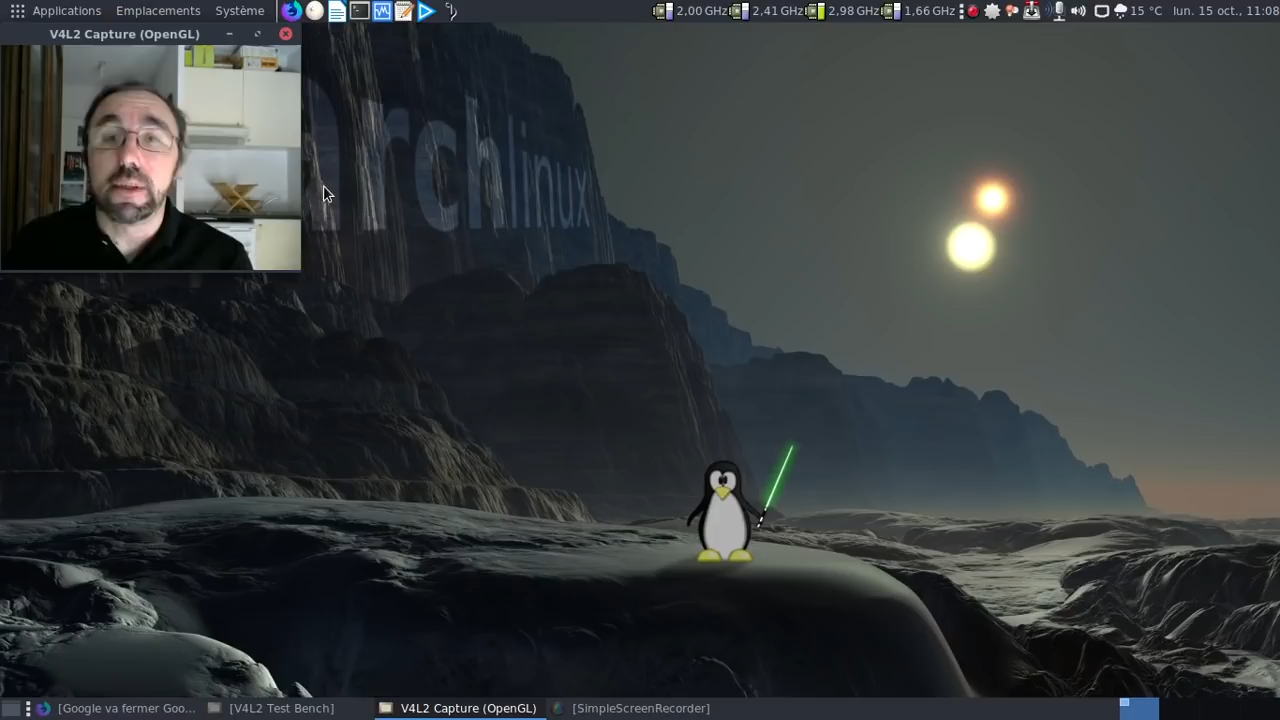 Applications Emplacements Système 2,00 GHz 2,41 GHz 2,98 GHz 1,66 GHz 15 °C lun. 15 oct., 11:08
V4L2 Capture (OpenGL)
archlinux
[Google va fermer Goo... [V4L2 Test Bench] V4L2 Capture (OpenGL) [SimpleScreenRecorder]